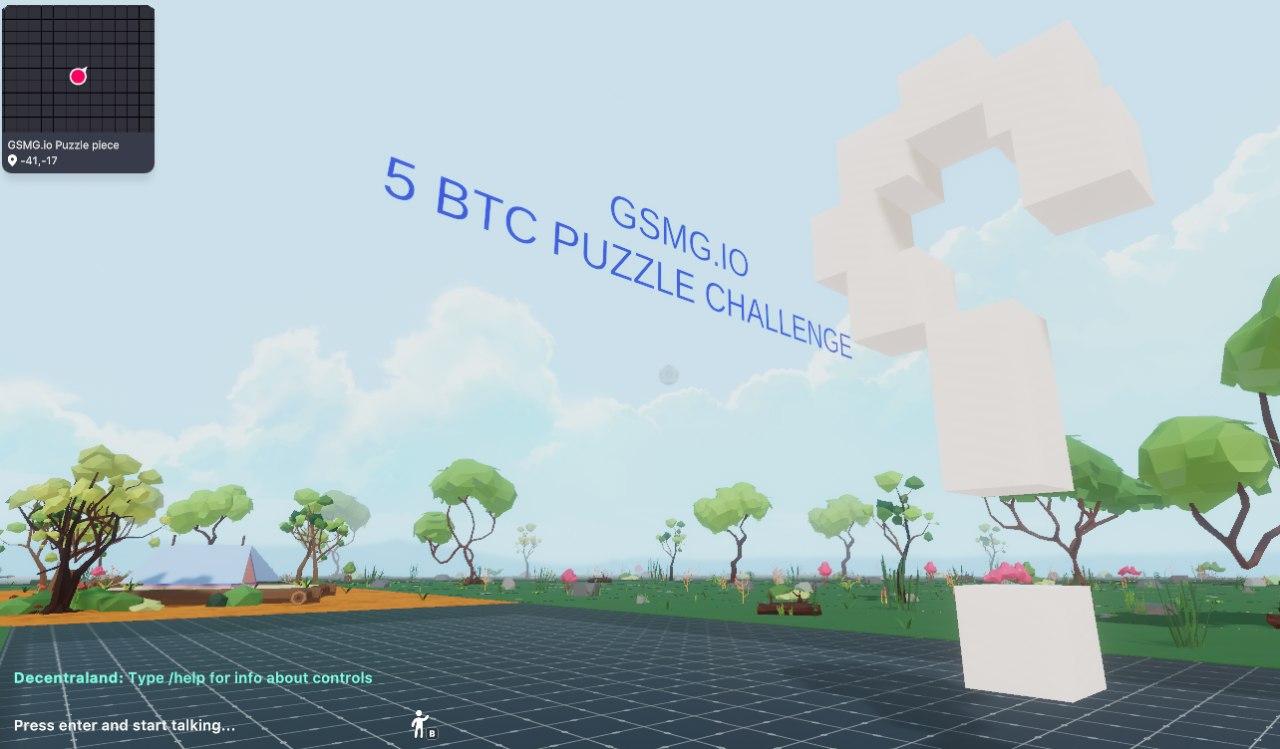 GSMG.io Puzzle piece
-41,-17
GSMG.IO
5 BTC PUZZLE CHALLENGE
Decentraland: Type /help for info about controls
Press enter and start talking...
B